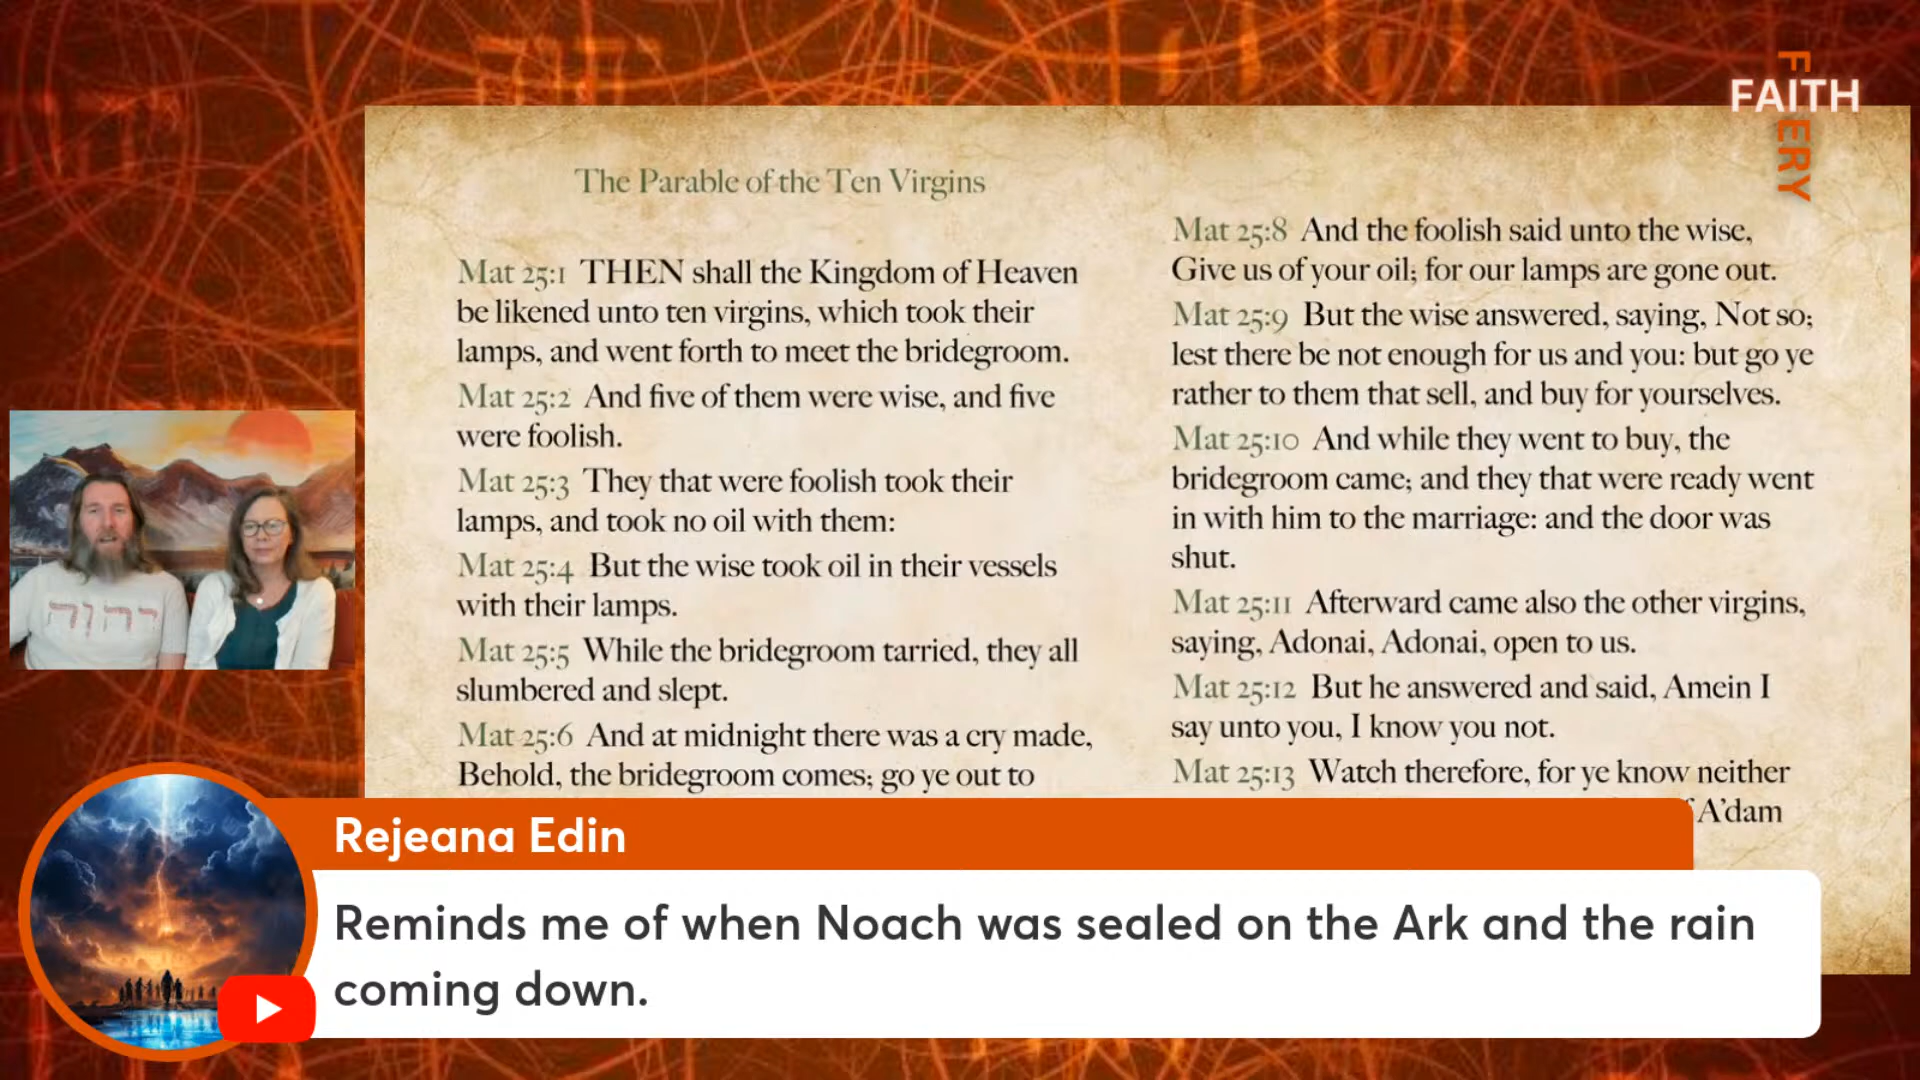 FIERY
FAITH
The Parable of the Ten Virgins
Mat 25:1 THEN shall the Kingdom of Heaven
be likened unto ten virgins, which took their
lamps, and went forth to meet the bridegroom.
Mat 25:2 And five of them were wise, and five
were foolish.
Mat 25:3 They that were foolish took their
lamps, and took no oil with them:
Mat 25:4 But the wise took oil in their vessels
with their lamps.
Mat 25:5 While the bridegroom tarried, they all
slumbered and slept.
Mat 25:6 And at midnight there was a cry made,
Behold, the bridegroom comes; go ye out to
Mat 25:8 And the foolish said unto the wise,
Give us of your oil; for our lamps are gone out.
Mat 25:9 But the wise answered, saying, Not so;
lest there be not enough for us and you: but go ye
rather to them that sell, and buy for yourselves.
Mat 25:10 And while they went to buy, the
bridegroom came; and they that were ready went
in with him to the marriage: and the door was
shut.
Mat 25:11 Afterward came also the other virgins,
saying, Adonai, Adonai, open to us.
Mat 25:12 But he answered and said, Amein I
say unto you, I know you not.
Mat 25:13 Watch therefore, for ye know neither
A'dam
יהוה
Rejeana Edin
Reminds me of when Noach was sealed on the Ark and the rain
coming down.